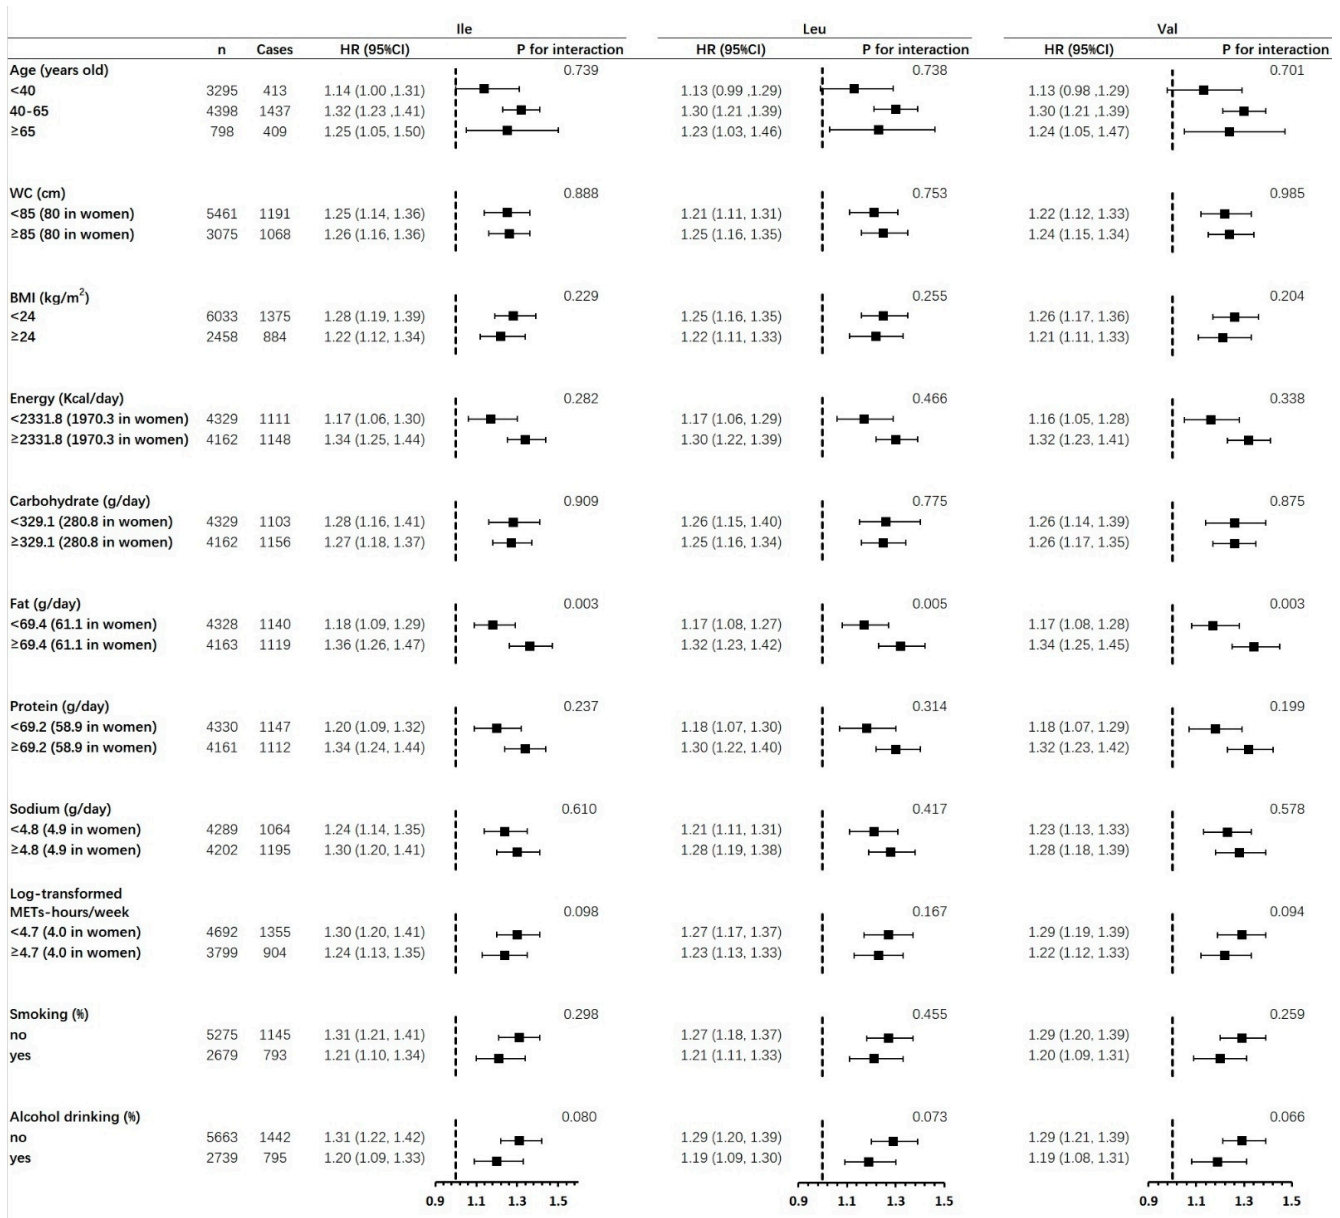 Ile Leu Val
n Cases HR (95%CI) P for interaction HR (95%CI) P for interaction HR (95%CI) P for interaction
Age (years old) 0.739 0.738 0.701
<40 3295 413 1.14 (1.00 ,1.31) 1.13 (0.99 ,1.29) 1.13 (0.98 ,1.29)
40-65 4398 1437 1.32 (1.23 ,1.41) 1.30 (1.21 ,1.39) 1.30 (1.21 ,1.39)
≥65 798 409 1.25 (1.05, 1.50) 1.23 (1.03, 1.46) 1.24 (1.05, 1.47)
WC (cm) 0.888 0.753 0.985
<85 (80 in women) 5461 1191 1.25 (1.14, 1.36) 1.21 (1.11, 1.31) 1.22 (1.12, 1.33)
≥85 (80 in women) 3075 1068 1.26 (1.16, 1.36) 1.25 (1.16, 1.35) 1.24 (1.15, 1.34)
BMI (kg/m²) 0.229 0.255 0.204
<24 6033 1375 1.28 (1.19, 1.39) 1.25 (1.16, 1.35) 1.26 (1.17, 1.36)
≥24 2458 884 1.22 (1.12, 1.34) 1.22 (1.11, 1.33) 1.21 (1.11, 1.33)
Energy (Kcal/day) 0.282 0.466 0.338
<2331.8 (1970.3 in women) 4329 1111 1.17 (1.06, 1.30) 1.17 (1.06, 1.29) 1.16 (1.05, 1.28)
≥2331.8 (1970.3 in women) 4162 1148 1.34 (1.25, 1.44) 1.30 (1.22, 1.39) 1.32 (1.23, 1.41)
Carbohydrate (g/day) 0.909 0.775 0.875
<329.1 (280.8 in women) 4329 1103 1.28 (1.16, 1.41) 1.26 (1.15, 1.40) 1.26 (1.14, 1.39)
≥329.1 (280.8 in women) 4162 1156 1.27 (1.18, 1.37) 1.25 (1.16, 1.34) 1.26 (1.17, 1.35)
Fat (g/day) 0.003 0.005 0.003
<69.4 (61.1 in women) 4328 1140 1.18 (1.09, 1.29) 1.17 (1.08, 1.27) 1.17 (1.08, 1.28)
≥69.4 (61.1 in women) 4163 1119 1.36 (1.26, 1.47) 1.32 (1.23, 1.42) 1.34 (1.25, 1.45)
Protein (g/day) 0.237 0.314 0.199
<69.2 (58.9 in women) 4330 1147 1.20 (1.09, 1.32) 1.18 (1.07, 1.30) 1.18 (1.07, 1.29)
≥69.2 (58.9 in women) 4161 1112 1.34 (1.24, 1.44) 1.30 (1.22, 1.40) 1.32 (1.23, 1.42)
Sodium (g/day) 0.610 0.417 0.578
<4.8 (4.9 in women) 4289 1064 1.24 (1.14, 1.35) 1.21 (1.11, 1.31) 1.23 (1.13, 1.33)
≥4.8 (4.9 in women) 4202 1195 1.30 (1.20, 1.41) 1.28 (1.19, 1.38) 1.28 (1.18, 1.39)
Log-transformed
METs-hours/week 0.098 0.167 0.094
<4.7 (4.0 in women) 4692 1355 1.30 (1.20, 1.41) 1.27 (1.17, 1.37) 1.29 (1.19, 1.39)
≥4.7 (4.0 in women) 3799 904 1.24 (1.13, 1.35) 1.23 (1.13, 1.33) 1.22 (1.12, 1.33)
Smoking (%) 0.298 0.455 0.259
no 5275 1145 1.31 (1.21, 1.41) 1.27 (1.18, 1.37) 1.29 (1.20, 1.39)
yes 2679 793 1.21 (1.10, 1.34) 1.21 (1.11, 1.33) 1.20 (1.09, 1.31)
Alcohol drinking (%) 0.080 0.073 0.066
no 5663 1442 1.31 (1.22, 1.42) 1.29 (1.20, 1.39) 1.29 (1.21, 1.39)
yes 2739 795 1.20 (1.09, 1.33) 1.19 (1.09, 1.30) 1.19 (1.08, 1.31)
0.9 1.1 1.3 1.5 0.9 1.1 1.3 1.5 0.9 1.1 1.3 1.5